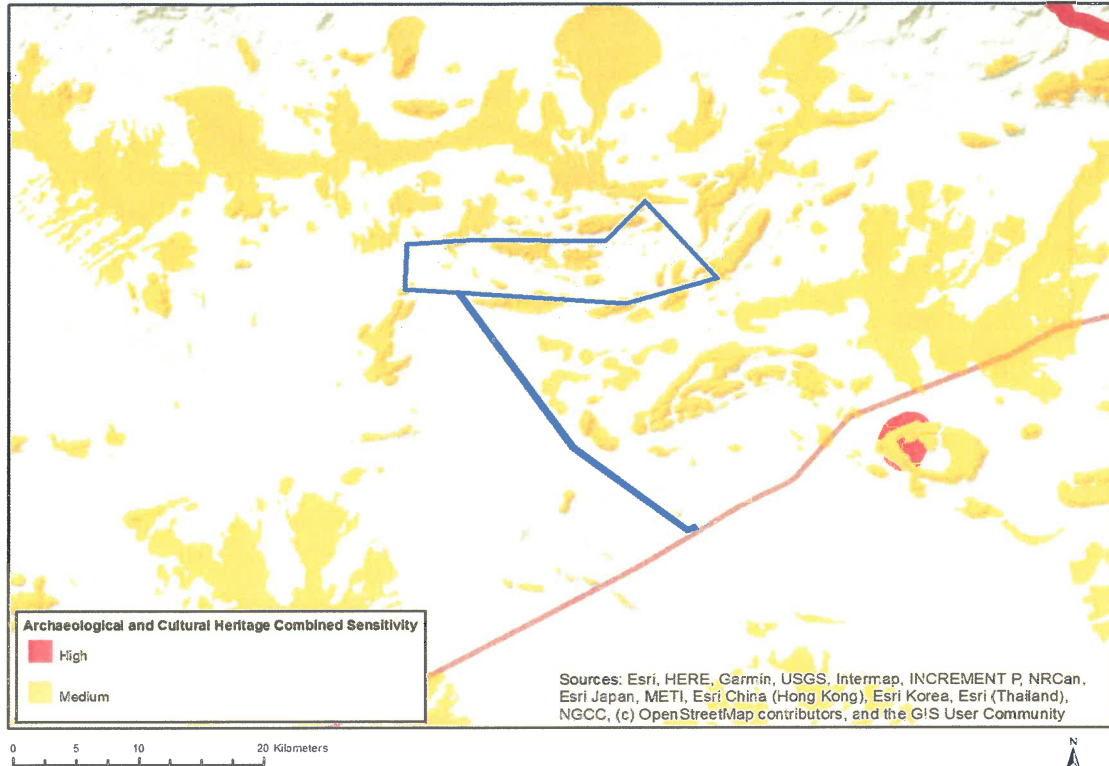 Archaeological and Cultural Heritage Combined Sensitivity
High
Medium
Sources: Esri, HERE, Garmin, USGS, Intermap, INCREMENT P, NRCan,
Esri Japan, METI, Esri China (Hong Kong), Esri Korea, Esri (Thailand),
NGCC, (c) OpenStreetMap contributors, and the GIS User Community
0 5 10 20 Kilometers
N